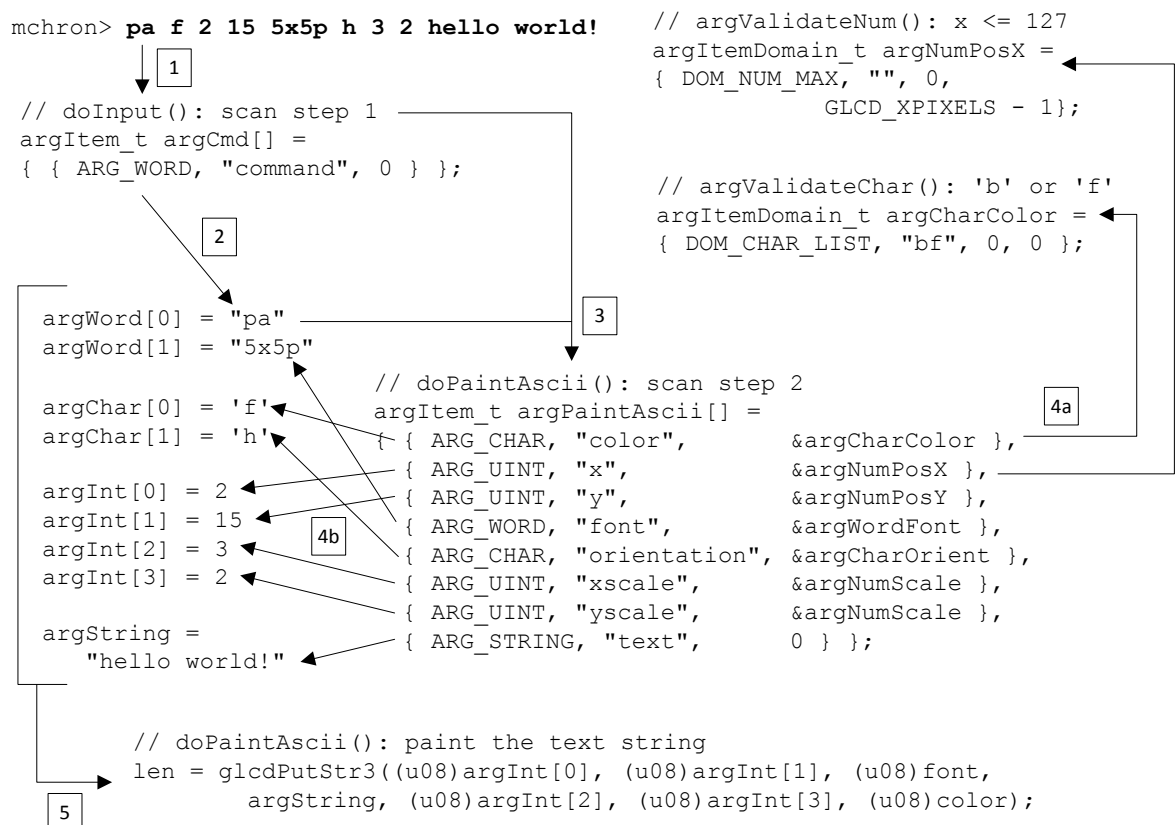 mchron> pa f 2 15 5x5p h 3 2 hello world!
1
// doInput(): scan step 1
argItem_t argCmd[] =
{ { ARG_WORD, "command", 0 } };
// argValidateNum(): x <= 127
argItemDomain_t argNumPosX =
{ DOM_NUM_MAX, "", 0,
GLCD_XPIXELS - 1};
// argValidateChar(): 'b' or 'f'
argItemDomain_t argCharColor =
{ DOM_CHAR_LIST, "bf", 0, 0 };
2
argWord[0] = "pa"
argWord[1] = "5x5p"
argChar[0] = 'f'
argChar[1] = 'h'
argInt[0] = 2
argInt[1] = 15
argInt[2] = 3
argInt[3] = 2
argString =
"hello world!"
3
4b
// doPaintAscii(): scan step 2
argItem_t argPaintAscii[] =
{ { ARG_CHAR, "color", &argCharColor },
{ ARG_UINT, "x", &argNumPosX },
{ ARG_UINT, "y", &argNumPosY },
{ ARG_WORD, "font", &argWordFont },
{ ARG_CHAR, "orientation", &argCharOrient },
{ ARG_UINT, "xscale", &argNumScale },
{ ARG_UINT, "yscale", &argNumScale },
{ ARG_STRING, "text", 0 } };
4a
// doPaintAscii(): paint the text string
len = glcdPutStr3((u08)argInt[0], (u08)argInt[1], (u08)font,
argString, (u08)argInt[2], (u08)argInt[3], (u08)color);
5